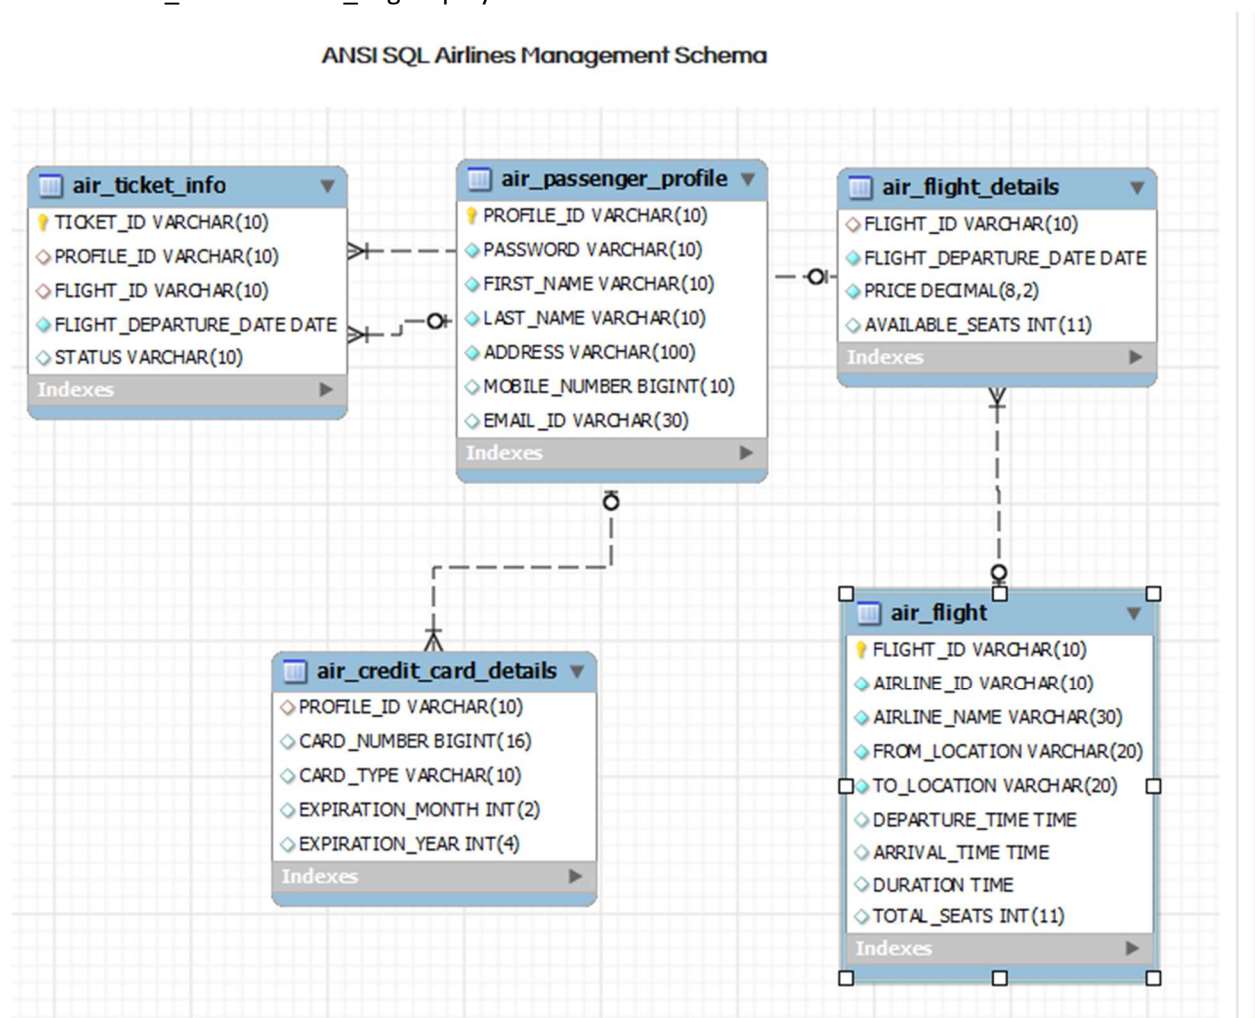 ANSI SQL Airlines Management Schema
air_ticket_info
TICKET_ID VARCHAR(10)
PROFILE_ID VARCHAR(10)
FLIGHT_ID VARCHAR(10)
FLIGHT_DEPARTURE_DATE DATE
STATUS VARCHAR(10)
Indexes
air_passenger_profile
PROFILE_ID VARCHAR(10)
PASSWORD VARCHAR(10)
FIRST_NAME VARCHAR(10)
LAST_NAME VARCHAR(10)
ADDRESS VARCHAR(100)
MOBILE_NUMBER BIGINT(10)
EMAIL_ID VARCHAR(30)
Indexes
air_flight_details
FLIGHT_ID VARCHAR(10)
FLIGHT_DEPARTURE_DATE DATE
PRICE DECIMAL(8,2)
AVAILABLE_SEATS INT(11)
Indexes
air_credit_card_details
PROFILE_ID VARCHAR(10)
CARD_NUMBER BIGINT(16)
CARD_TYPE VARCHAR(10)
EXPIRATION_MONTH INT(2)
EXPIRATION_YEAR INT(4)
Indexes
air_flight
FLIGHT_ID VARCHAR(10)
AIRLINE_ID VARCHAR(10)
AIRLINE_NAME VARCHAR(30)
FROM_LOCATION VARCHAR(20)
TO_LOCATION VARCHAR(20)
DEPARTURE_TIME TIME
ARRIVAL_TIME TIME
DURATION TIME
TOTAL_SEATS INT(11)
Indexes